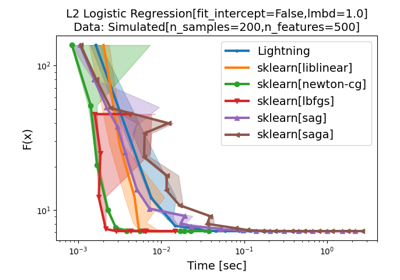 L2 Logistic Regression[fit_intercept=False,lmbd=1.0]
Data: Simulated[n_samples=200,n_features=500]
Lightning
sklearn[liblinear]
sklearn[newton-cg]
sklearn[lbfgs]
sklearn[sag]
sklearn[saga]
F(x)
10²
10¹
10⁻³
10⁻²
10⁻¹
10⁰
Time [sec]